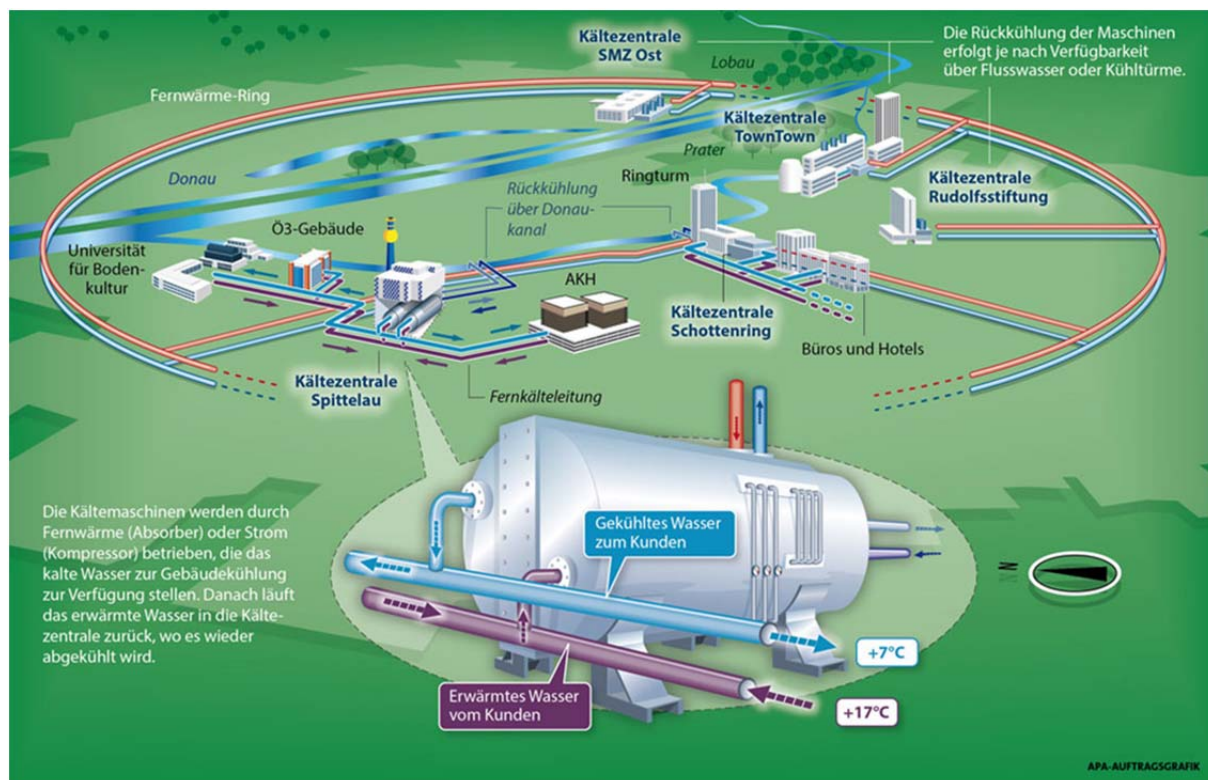 Kältezentrale
SMZ Ost
Lobau
Die Rückkühlung der Maschinen
erfolgt je nach Verfügbarkeit
über Flusswasser oder Kühltürme.
Fernwärme-Ring
Kältezentrale
TownTown
Prater
Ringturm
Kältezentrale
Rudolfsstiftung
Donau
Rückkühlung
über Donau-
kanal
Ö3-Gebäude
Universität
für Boden-
kultur
AKH
Kältezentrale
Schottenring
Büros und Hotels
Kältezentrale
Spittelau
Fernkälteleitung
Die Kältemaschinen werden durch
Fernwärme (Absorber) oder Strom
(Kompressor) betrieben, die das
kalte Wasser zur Gebäudekühlung
zur Verfügung stellen. Danach läuft
das erwärmte Wasser in die Kälte-
zentrale zurück, wo es wieder
abgekühlt wird.
Gekühltes Wasser
zum Kunden
N
+7°C
Erwärmtes Wasser
vom Kunden
+17°C
APA-AUFTRAGSGRAFIK